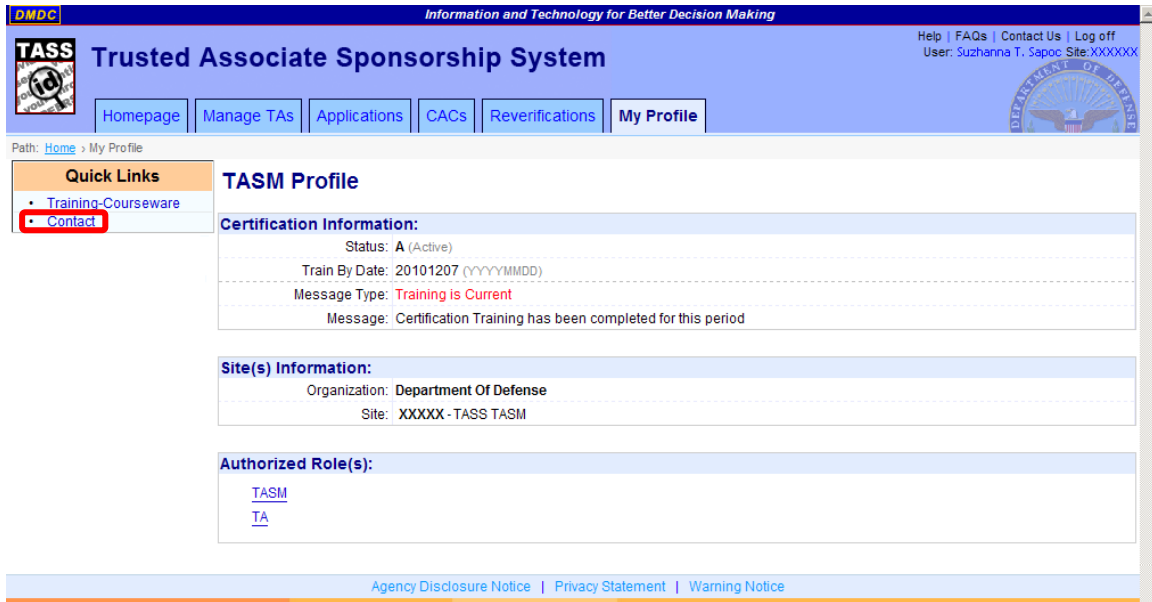 DMDC
Information and Technology for Better Decision Making
TASS
Trusted Associate Sponsorship System
Help | FAQs | Contact Us | Log off
User: Suzhanna T. Sapoc Site:XXXXXX
id
DEPARTMENT OF DEFENSE
Homepage Manage TAs Applications CACs Reverifications My Profile
Path: Home › My Profile
Quick Links
• Training-Courseware
• Contact
TASM Profile
Certification Information:
Status: A (Active)
Train By Date: 20101207 (YYYYMMDD)
Message Type: Training is Current
Message: Certification Training has been completed for this period
Site(s) Information:
Organization: Department Of Defense
Site: XXXXX - TASS TASM
Authorized Role(s):
TASM
TA
Agency Disclosure Notice | Privacy Statement | Warning Notice